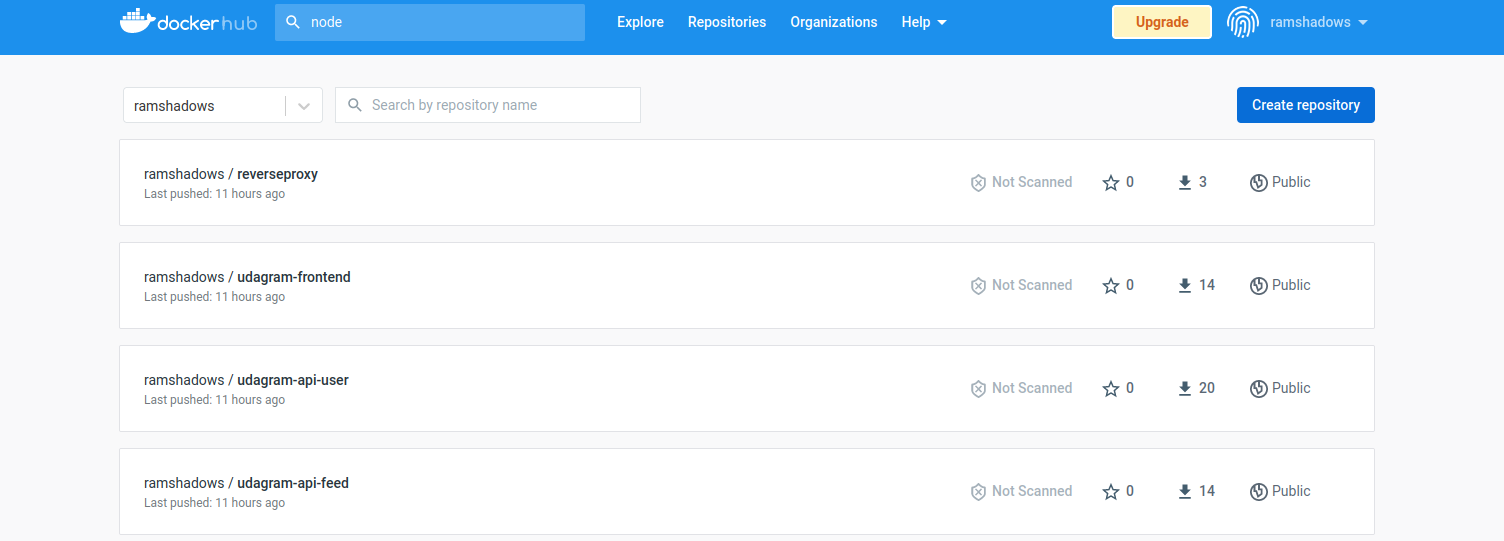 dockerhub node Explore Repositories Organizations Help Upgrade ramshadows
ramshadows Search by repository name Create repository
ramshadows / reverseproxy
Last pushed: 11 hours ago
Not Scanned 0 3 Public
ramshadows / udagram-frontend
Last pushed: 11 hours ago
Not Scanned 0 14 Public
ramshadows / udagram-api-user
Last pushed: 11 hours ago
Not Scanned 0 20 Public
ramshadows / udagram-api-feed
Last pushed: 11 hours ago
Not Scanned 0 14 Public